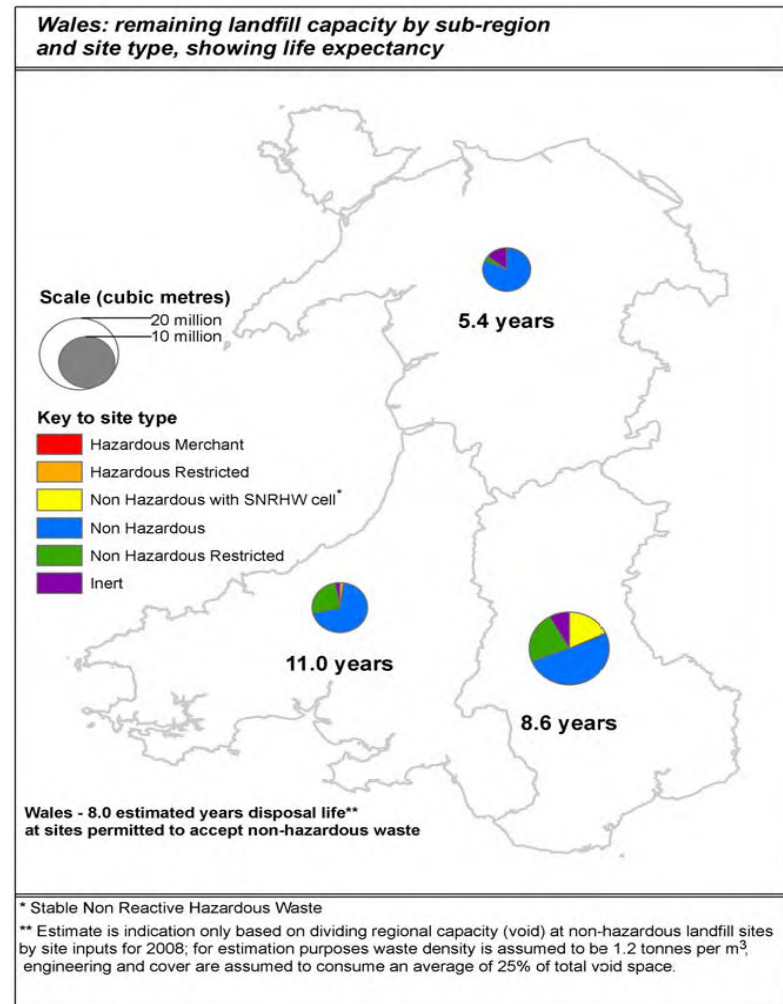 Wales: remaining landfill capacity by sub-region
and site type, showing life expectancy
5.4 years
Scale (cubic metres)
20 million
10 million
Key to site type
Hazardous Merchant
Hazardous Restricted
Non Hazardous with SNRHW cell*
Non Hazardous
Non Hazardous Restricted
Inert
11.0 years
8.6 years
Wales - 8.0 estimated years disposal life**
at sites permitted to accept non-hazardous waste
* Stable Non Reactive Hazardous Waste
** Estimate is indication only based on dividing regional capacity (void) at non-hazardous landfill sites
by site inputs for 2008; for estimation purposes waste density is assumed to be 1.2 tonnes per m³,
engineering and cover are assumed to consume an average of 25% of total void space.